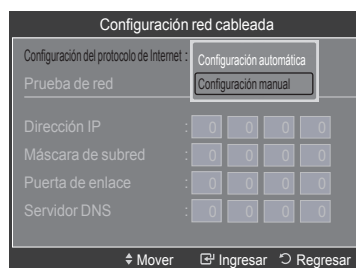 Configuración red cableada
Configuración del protocolo de Internet : Configuración automática
Configuración manual
Prueba de red
Dirección IP : 0 0 0 0
Máscara de subred : 0 0 0 0
Puerta de enlace : 0 0 0 0
Servidor DNS : 0 0 0 0
Mover Ingresar Regresar